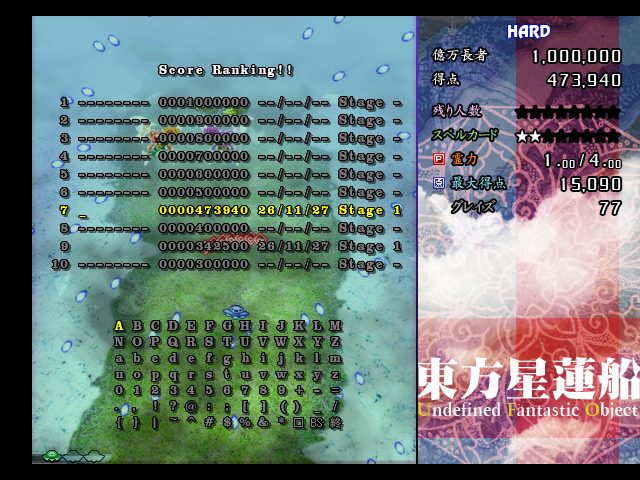 Score Ranking!!
1 -------- 0001000000 --/--/-- Stage -
2 -------- 0000900000 --/--/-- Stage -
3 -------- 0000800000 --/--/-- Stage -
4 -------- 0000700000 --/--/-- Stage -
5 -------- 0000600000 --/--/-- Stage -
6 -------- 0000500000 --/--/-- Stage -
7 _ 0000473940 26/11/27 Stage 1
8 -------- 0000400000 --/--/-- Stage -
9 -------- 0000342500 26/11/27 Stage 1
10 -------- 0000300000 --/--/-- Stage -
A B C D E F G H I J K L M
N O P Q R S T U V W X Y Z
a b c d e f g h i j k l m
n o p q r s t u v w x y z
0 1 2 3 4 5 6 7 8 9 + - =
. , ! ? @ : ; [ ] ( ) _ /
{ } | ~ ^ # $ % & * □ BS 終
HARD
億万長者 1,000,000
得点 473,940
残り人数 ★★★★★★★★★
スペルカード ★★★★★★★★★
P 霊力 1.00/4.00
点 最大得点 15,090
グレイズ 77
東方星蓮船
Undefined Fantastic Object